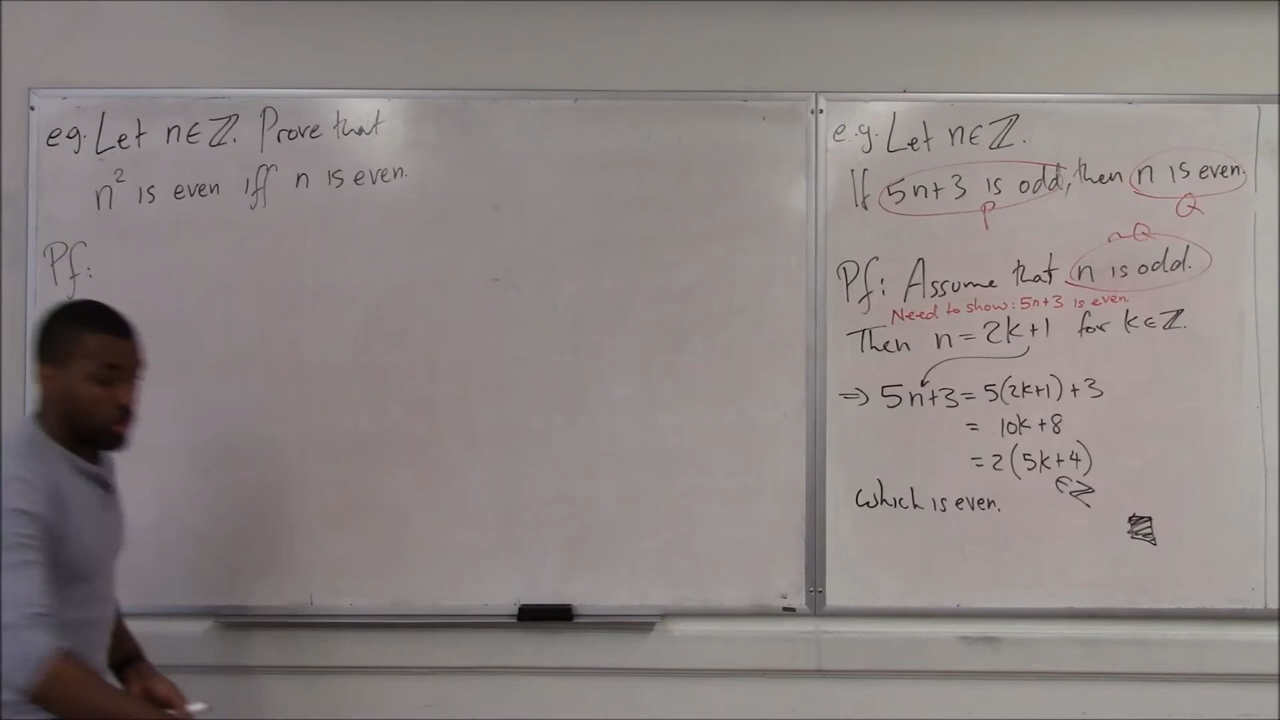 eg. Let n∈ℤ. Prove that
n² is even iff n is even.
Pf:
e.g. Let n∈ℤ.
If 5n+3 is odd, then n is even.
P Q
~Q
Pf: Assume that n is odd.
Need to show: 5n+3 is even.
Then n = 2k+1 for k∈ℤ.
⇒ 5n+3 = 5(2k+1)+3
= 10k+8
= 2(5k+4)
∈ℤ
which is even.